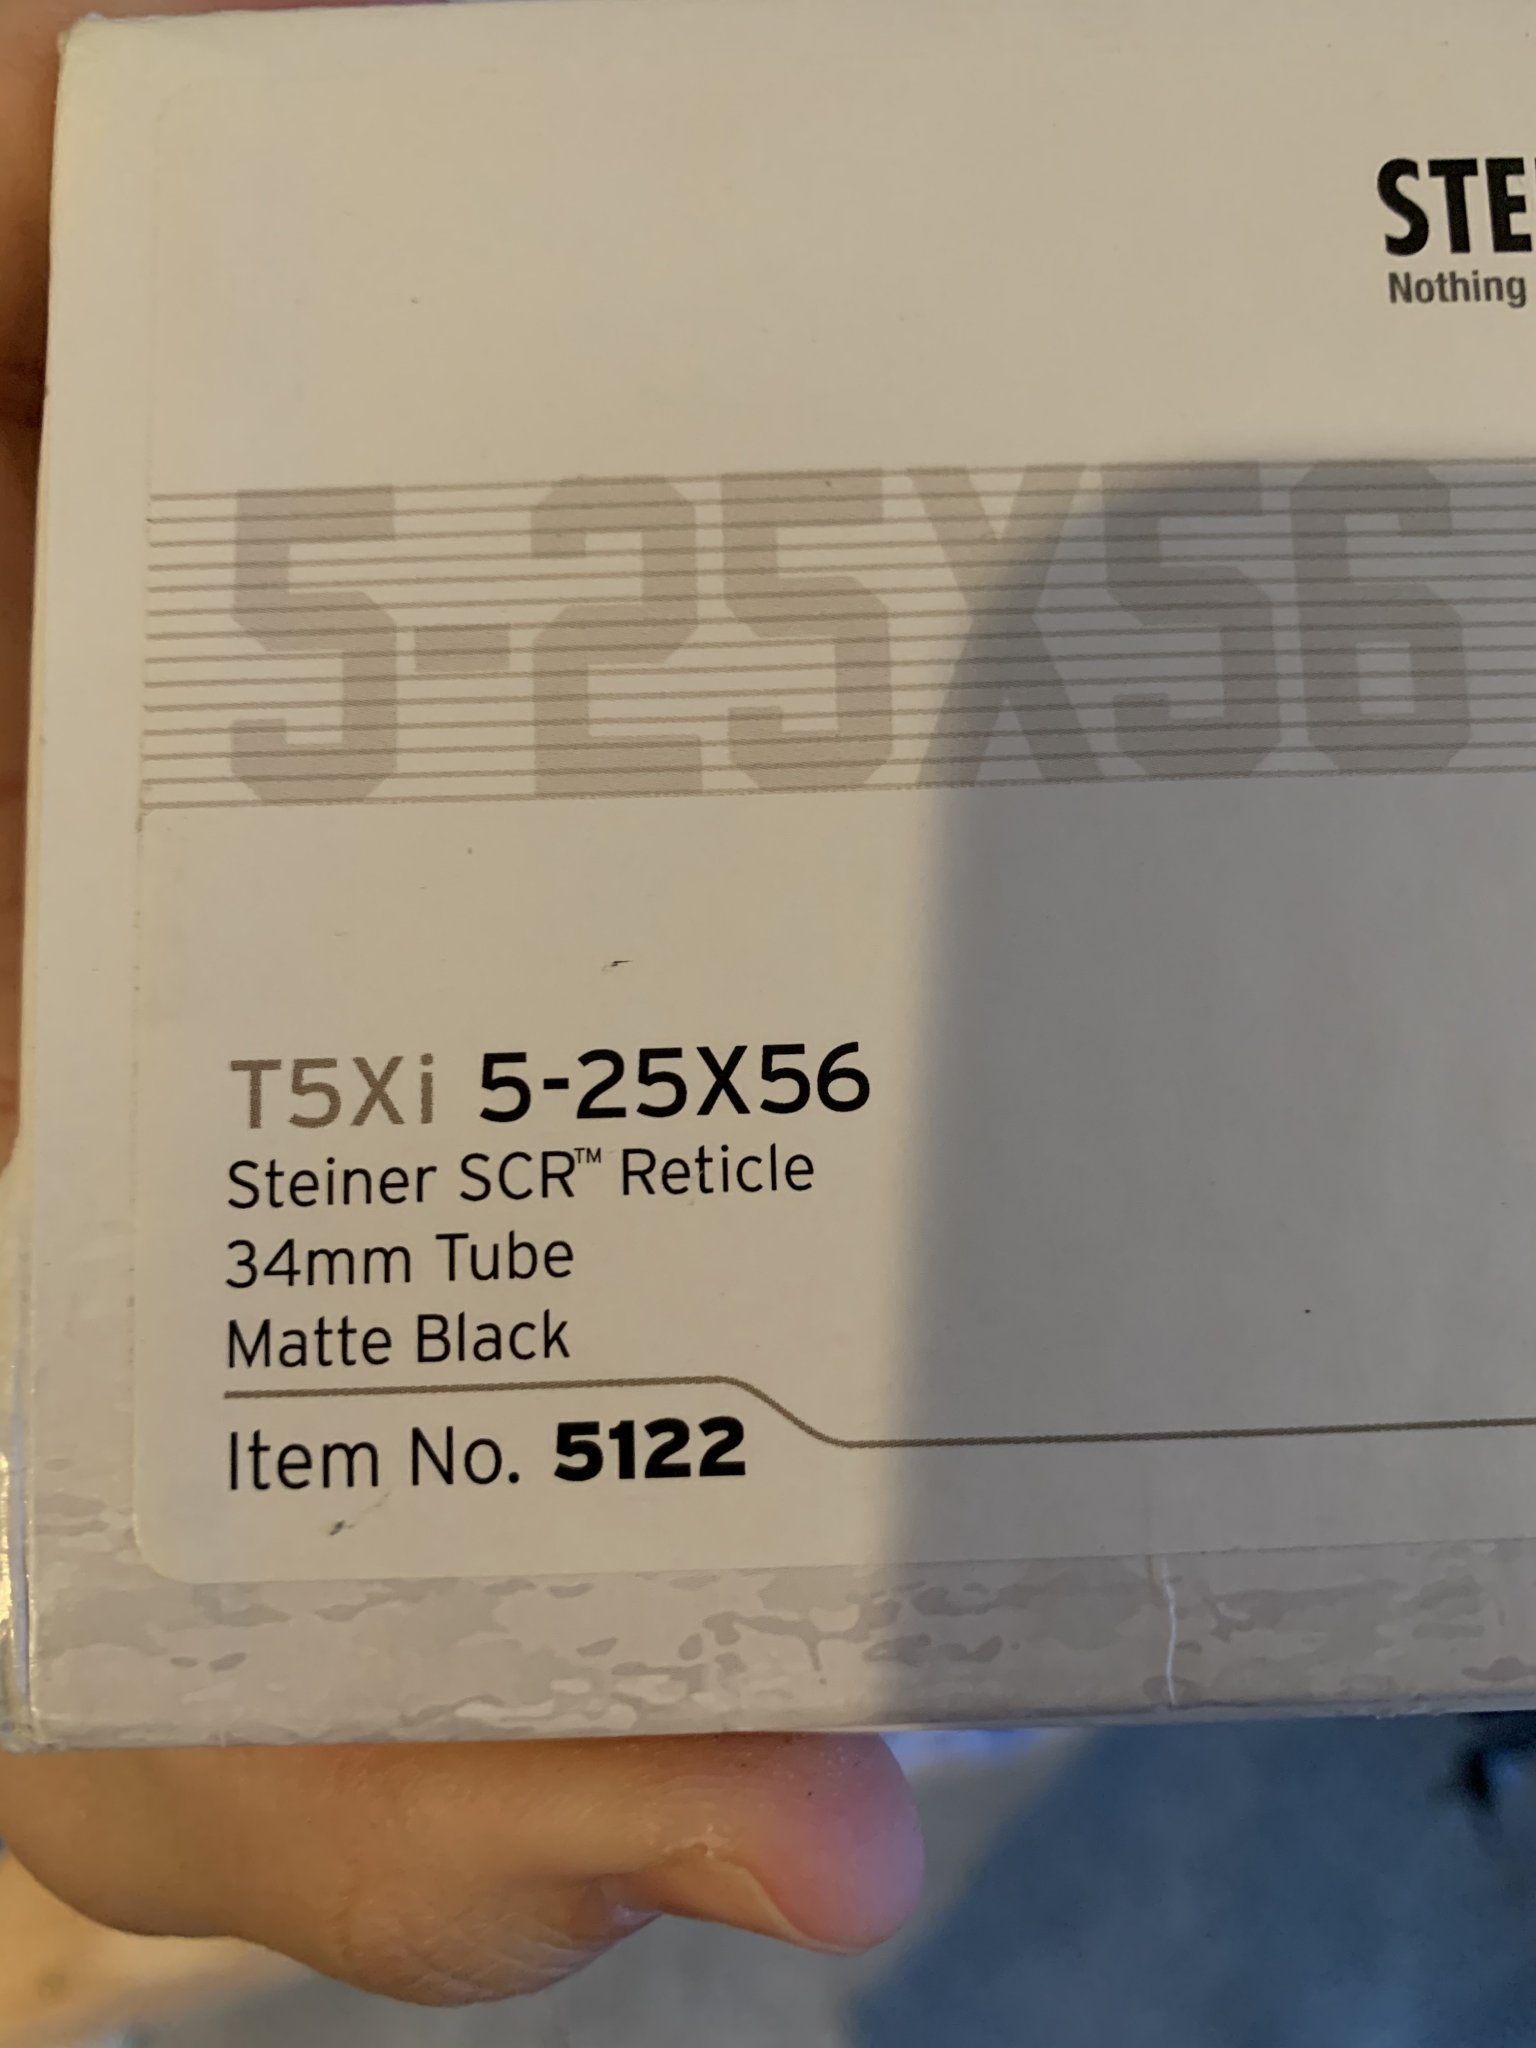 STE
Nothing
5-25X56
T5Xi 5-25X56
Steiner SCR™ Reticle
34mm Tube
Matte Black
Item No. 5122